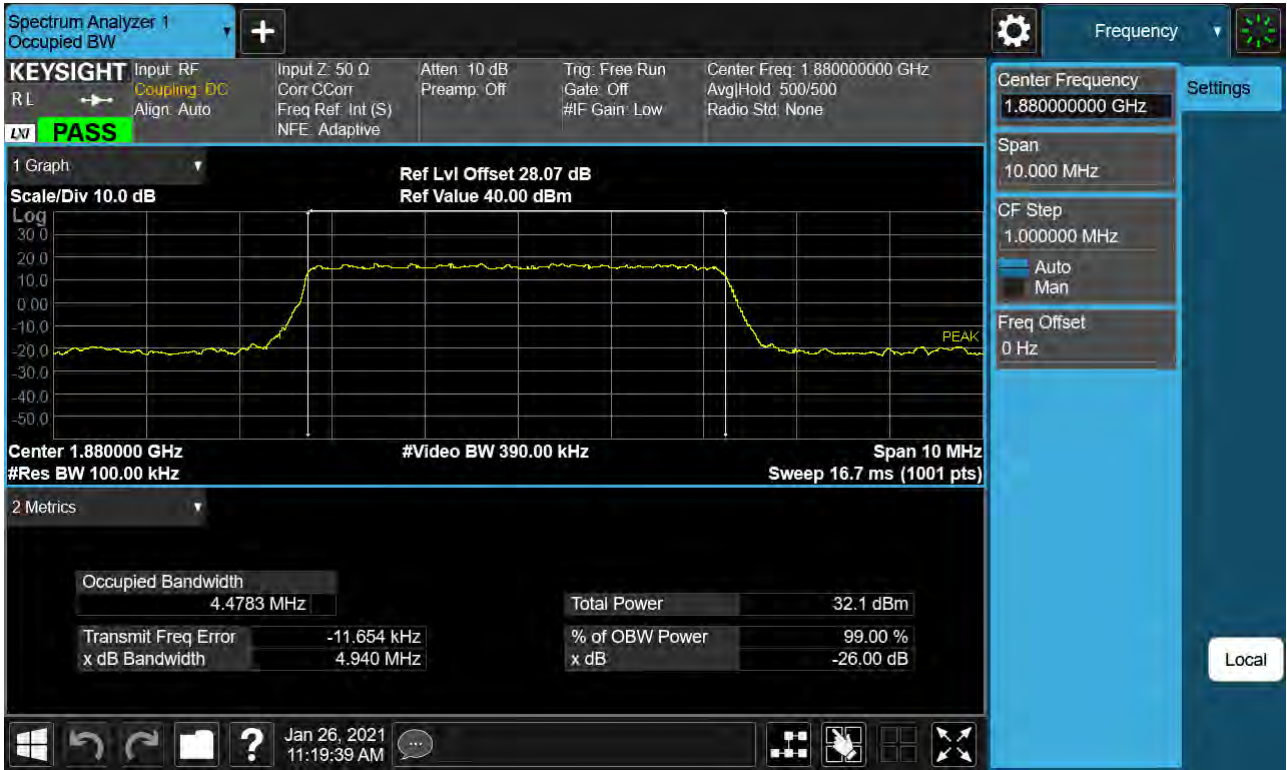 Spectrum Analyzer 1
Occupied BW
+
Frequency
KEYSIGHT
RL
LXI
PASS
Input: RF
Coupling: DC
Align: Auto
Input Z: 50 Ω
Corr CCorr
Freq Ref: Int (S)
NFE: Adaptive
Atten: 10 dB
Preamp: Off
Trig: Free Run
Gate: Off
#IF Gain: Low
Center Freq: 1.880000000 GHz
Avg|Hold: 500/500
Radio Std: None
Center Frequency
1.880000000 GHz
Settings
Span
10.000 MHz
CF Step
1.000000 MHz
Auto
Man
Freq Offset
0 Hz
Local
1 Graph
Scale/Div 10.0 dB
Ref Lvl Offset 28.07 dB
Ref Value 40.00 dBm
Log
30.0
20.0
10.0
0.00
-10.0
-20.0
-30.0
-40.0
-50.0
PEAK
Center 1.880000 GHz
#Video BW 390.00 kHz
Span 10 MHz
#Res BW 100.00 kHz
Sweep 16.7 ms (1001 pts)
2 Metrics
Occupied Bandwidth
4.4783 MHz
Total Power 32.1 dBm
Transmit Freq Error -11.654 kHz
% of OBW Power 99.00 %
x dB Bandwidth 4.940 MHz
x dB -26.00 dB
?
Jan 26, 2021
11:19:39 AM